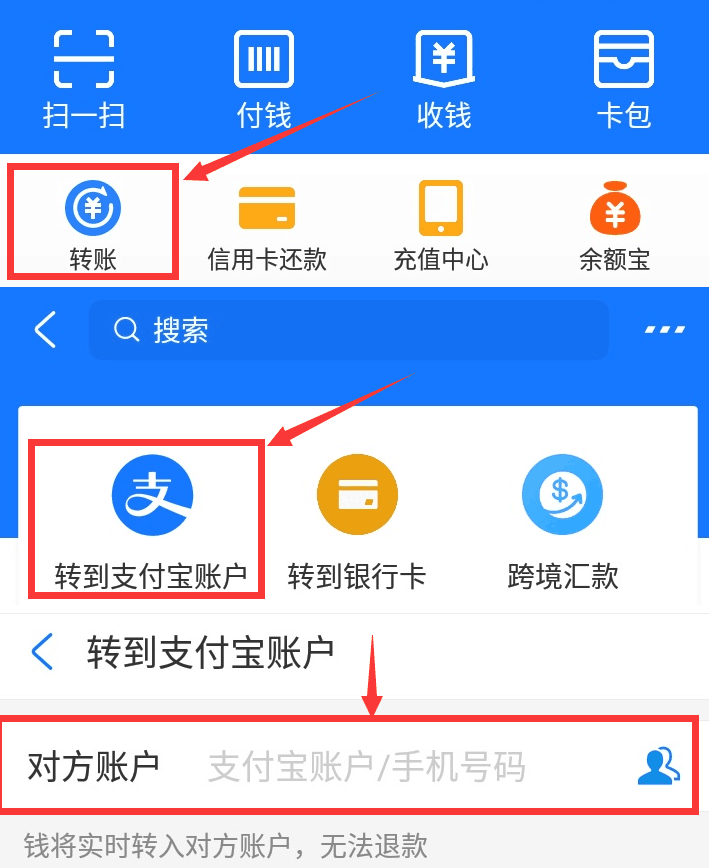 扫一扫 付钱 收钱 卡包
转账 信用卡还款 充值中心 余额宝
搜索
支
转到支付宝账户 转到银行卡 跨境汇款
转到支付宝账户
对方账户 支付宝账户/手机号码
钱将实时转入对方账户，无法退款